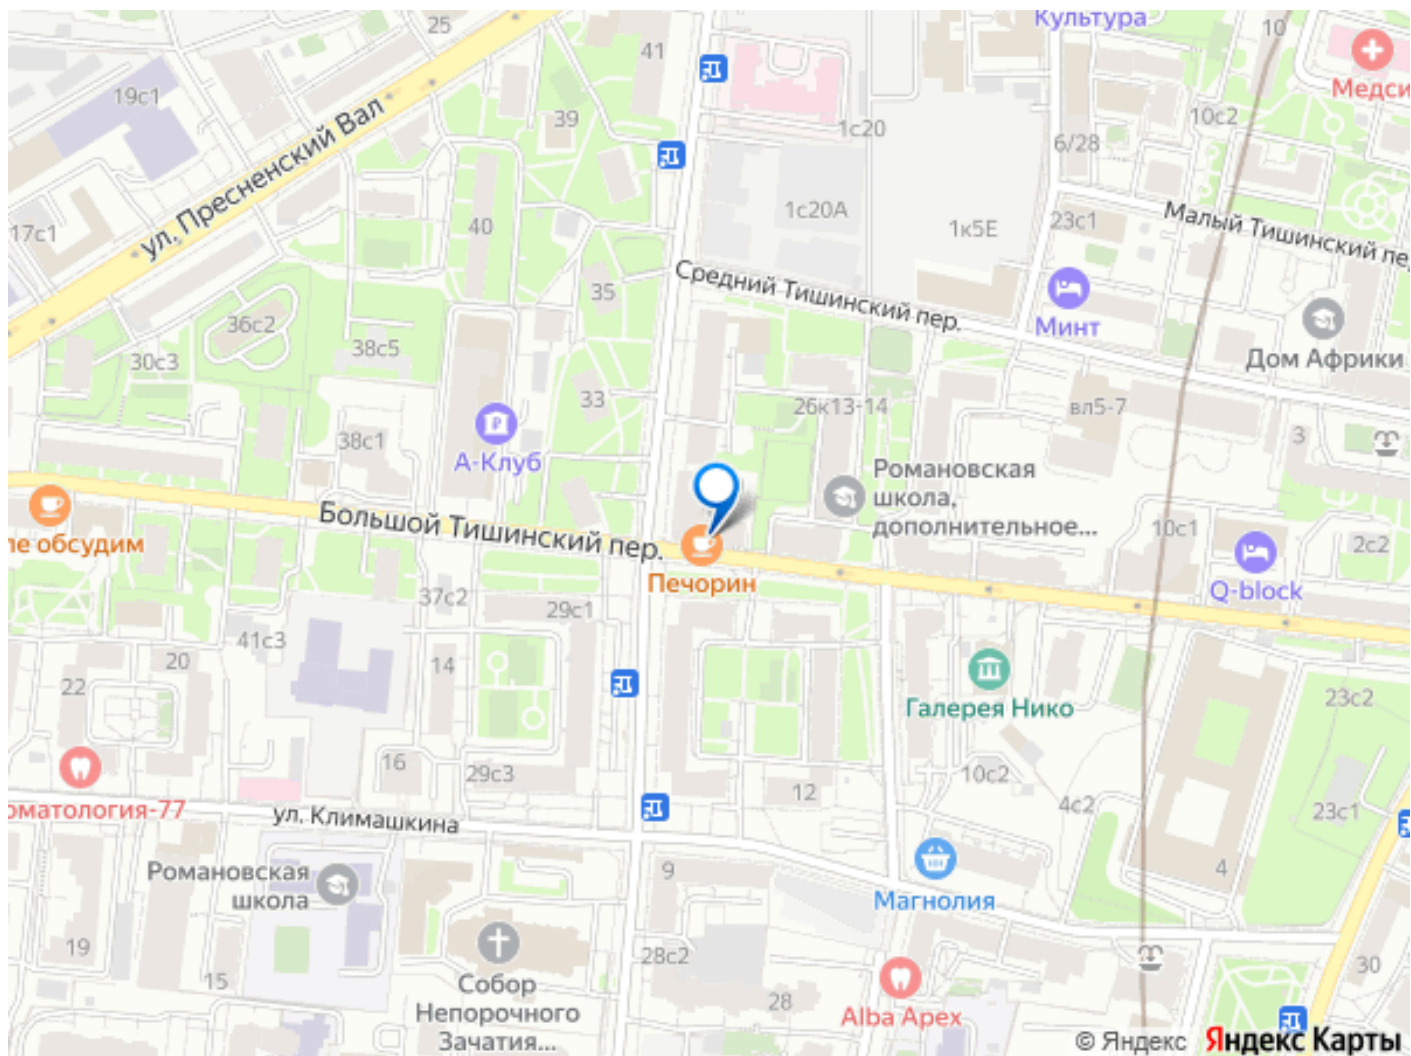 25
41
Культура
10
Медси
19с1
39
1с20
10с2
6/28
ул. Пресненский Вал
17с1
40
1с20А
1к5Е
23с1
Малый Тишинский пер
Средний Тишинский пер.
35
Минт
36с2
38с5
30с3
Дом Африки
33
26к13-14
вл5-7
3
38с1
А-Клуб
Романовская
школа,
дополнительное...
Большой Тишинский пер.
10с1
2с2
ле обсудим
Печорин
Q-block
37с2
29с1
41с3
20
14
22
Галерея Нико
23с2
16
29с3
10с2
12
4с2
23с1
оматология-77
ул. Климашкина
Романовская
школа
9
Магнолия
4
19
15
28с2
Собор
Непорочного
Зачатия...
28
Alba Apex
30
© Яндекс Яндекс Карты